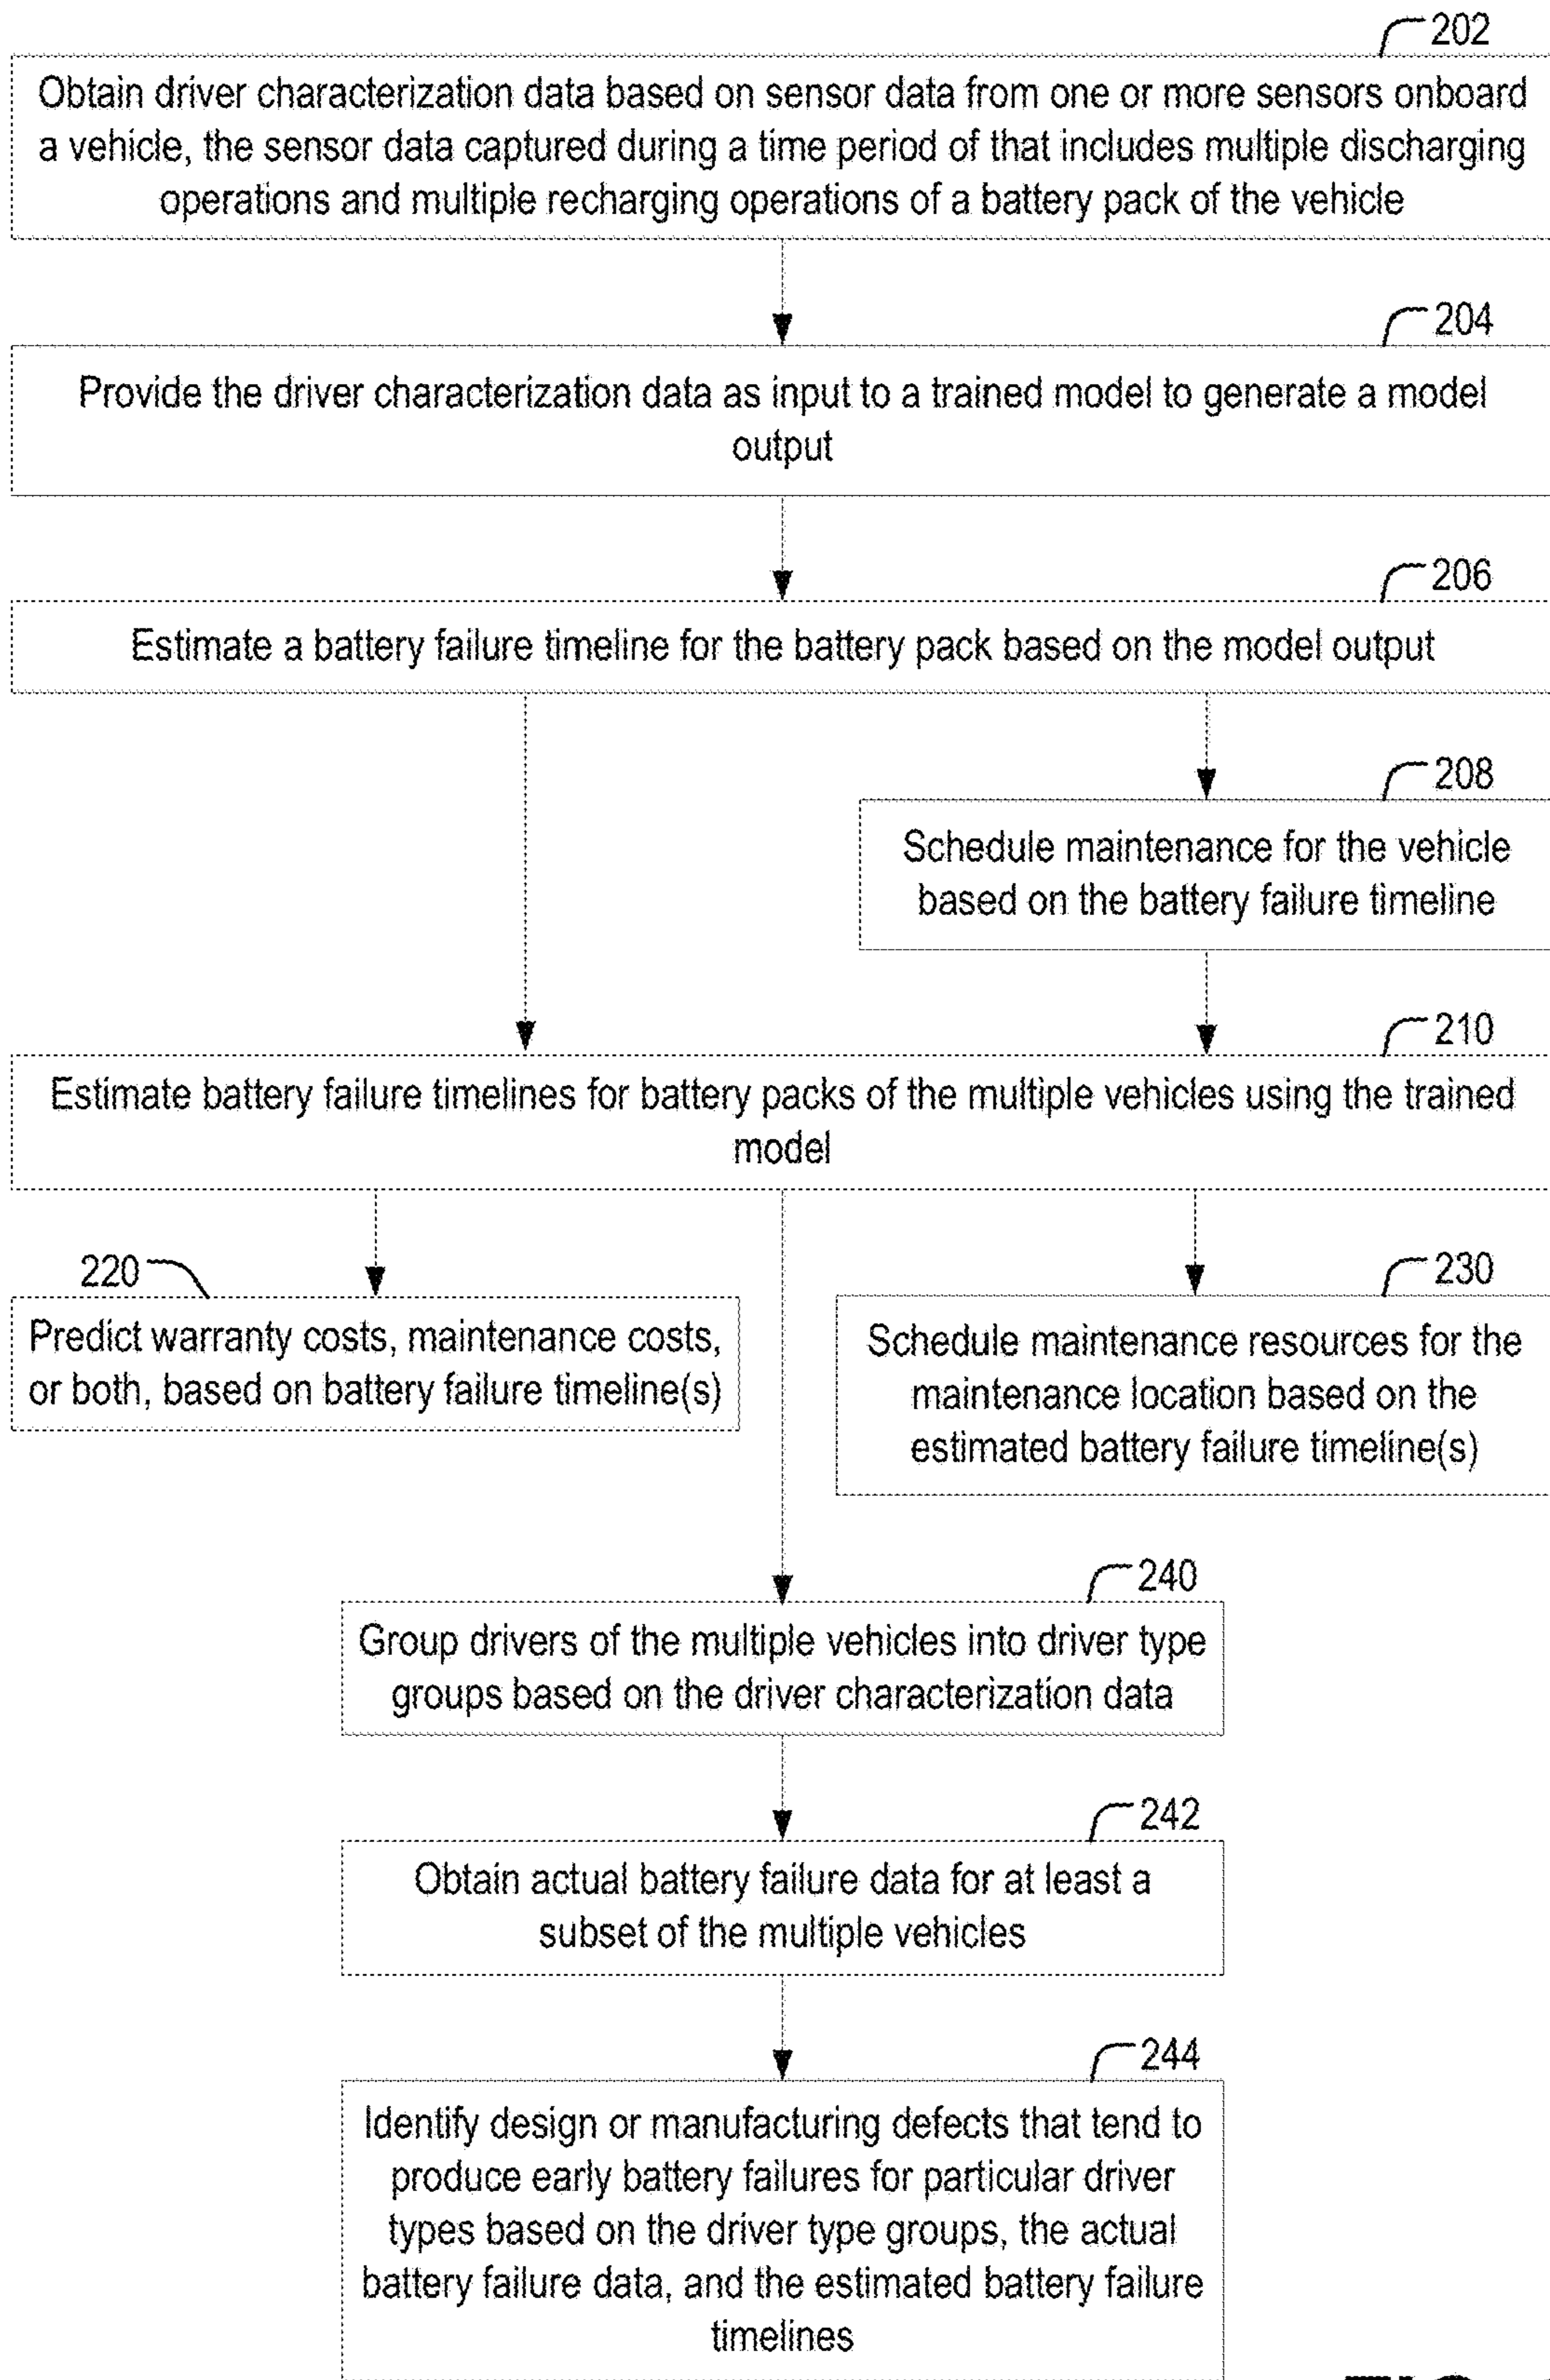 202
Obtain driver characterization data based on sensor data from one or more sensors onboard
a vehicle, the sensor data captured during a time period of that includes multiple discharging
operations and multiple recharging operations of a battery pack of the vehicle
204
Provide the driver characterization data as input to a trained model to generate a model
output
206
Estimate a battery failure timeline for the battery pack based on the model output
208
Schedule maintenance for the vehicle
based on the battery failure timeline
210
Estimate battery failure timelines for battery packs of the multiple vehicles using the trained
model
220
Predict warranty costs, maintenance costs,
or both, based on battery failure timeline(s)
230
Schedule maintenance resources for the
maintenance location based on the
estimated battery failure timeline(s)
240
Group drivers of the multiple vehicles into driver type
groups based on the driver characterization data
242
Obtain actual battery failure data for at least a
subset of the multiple vehicles
244
Identify design or manufacturing defects that tend to
produce early battery failures for particular driver
types based on the driver type groups, the actual
battery failure data, and the estimated battery failure
timelines